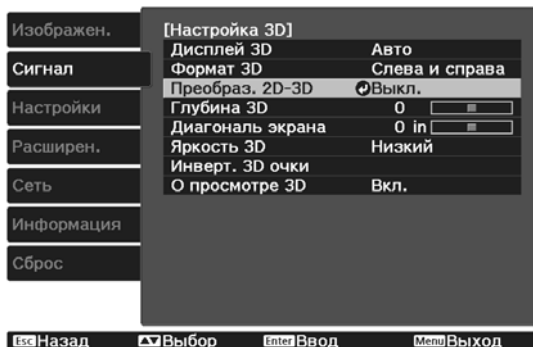 Изображен.
Сигнал
Настройки
Расширен.
Сеть
Информация
Сброс
[Настройка 3D]
Дисплей 3D Авто
Формат 3D Слева и справа
Преобраз. 2D-3D Выкл.
Глубина 3D 0
Диагональ экрана 0 in
Яркость 3D Низкий
Инверт. 3D очки
О просмотре 3D Вкл.
Esc Назад Выбор Enter Ввод Menu Выход